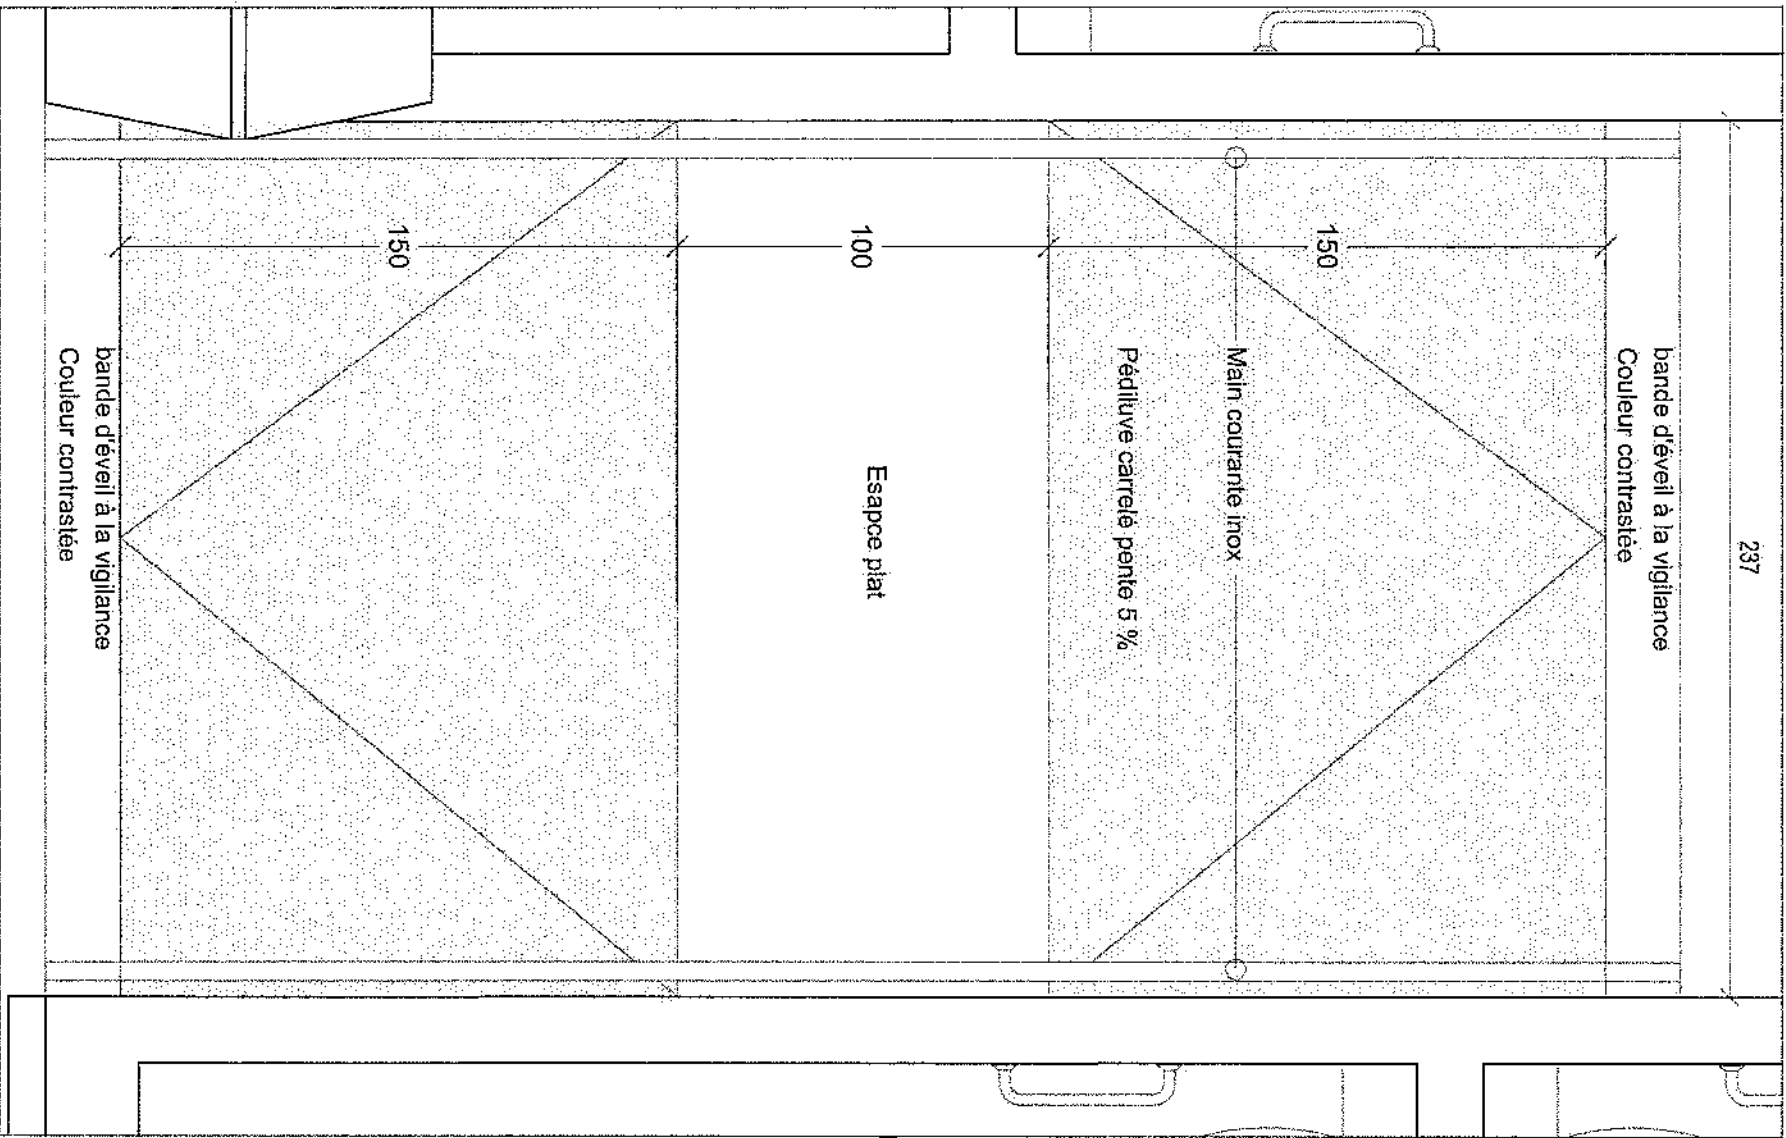 237
bande d'éveil à la vigilance
Couleur contrastée
150
Main courante inox
Pédiluve carrelé pente 5 %
100
Esapce plat
150
bande d'éveil à la vigilance
Couleur contrastée